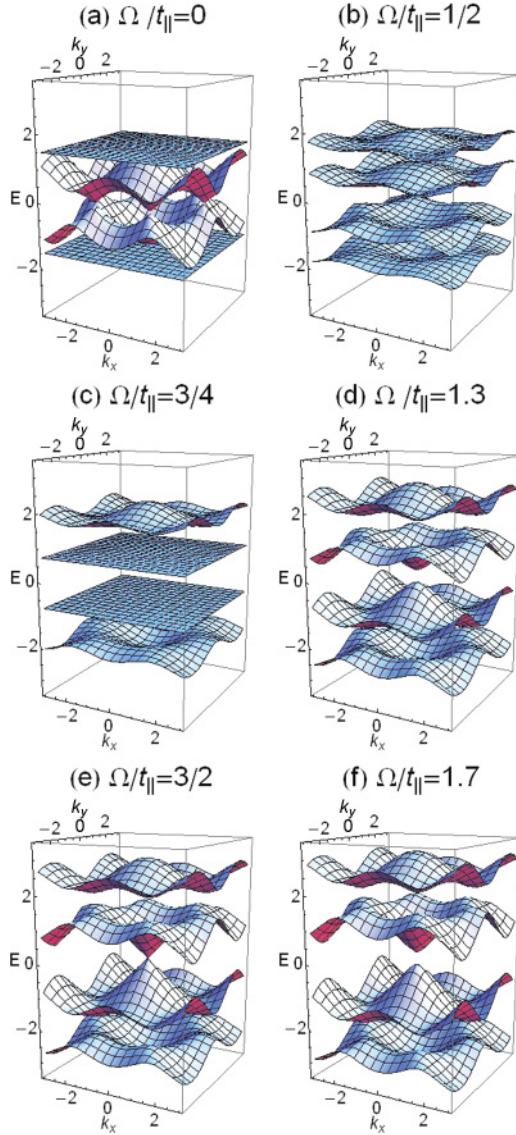 (a) Ω /t||=0
(b) Ω/t||=1/2
k_y
−2 0 2
k_y
−2 0 2
2
E 0
−2
2
E 0
−2
−2 0 2
k_x
−2 0 2
k_x
(c) Ω/t||=3/4
(d) Ω /t||=1.3
k_y
−2 0 2
k_y
−2 0 2
2
E 0
−2
2
E 0
−2
−2 0 2
k_x
−2 0 2
k_x
(e) Ω/t||=3/2
(f) Ω/t||=1.7
k_y
−2 0 2
k_y
−2 0 2
2
E 0
−2
2
E 0
−2
−2 0 2
k_x
−2 0 2
k_x